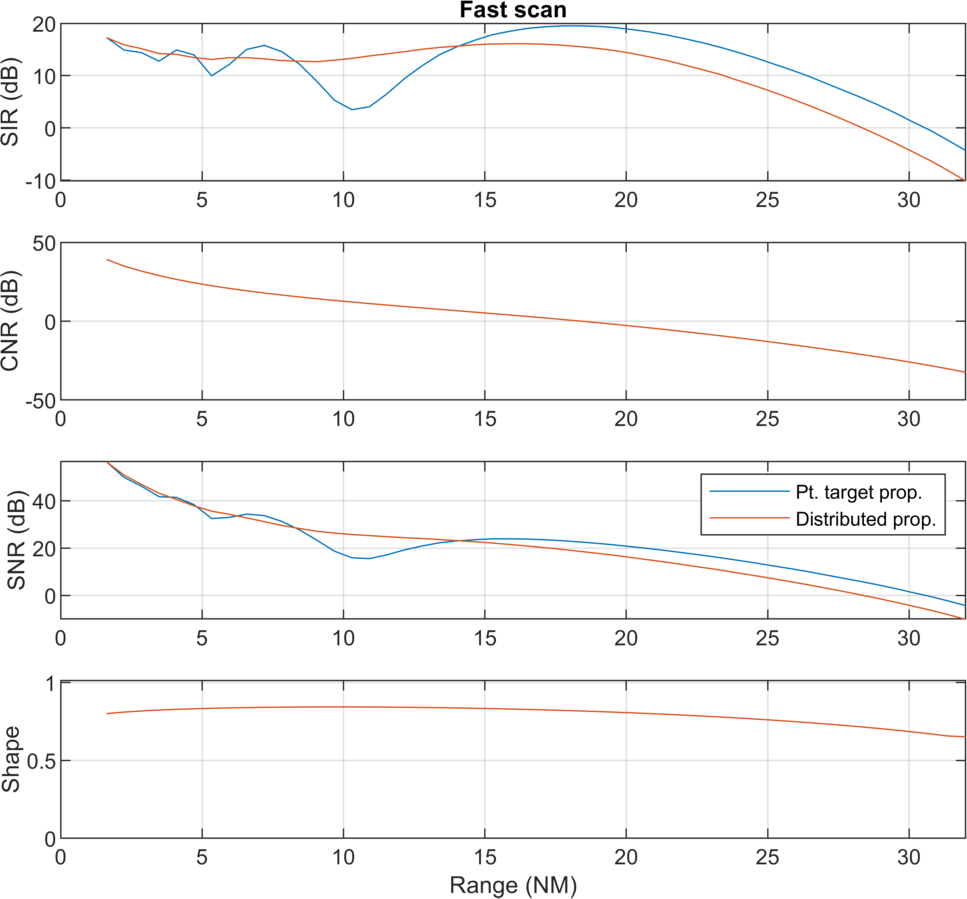 Fast scan
SIR (dB)
20
10
0
-10
0 5 10 15 20 25 30
CNR (dB)
50
0
-50
0 5 10 15 20 25 30
SNR (dB)
40
20
0
Pt. target prop.
Distributed prop.
0 5 10 15 20 25 30
Shape
1
0.5
0
0 5 10 15 20 25 30
Range (NM)